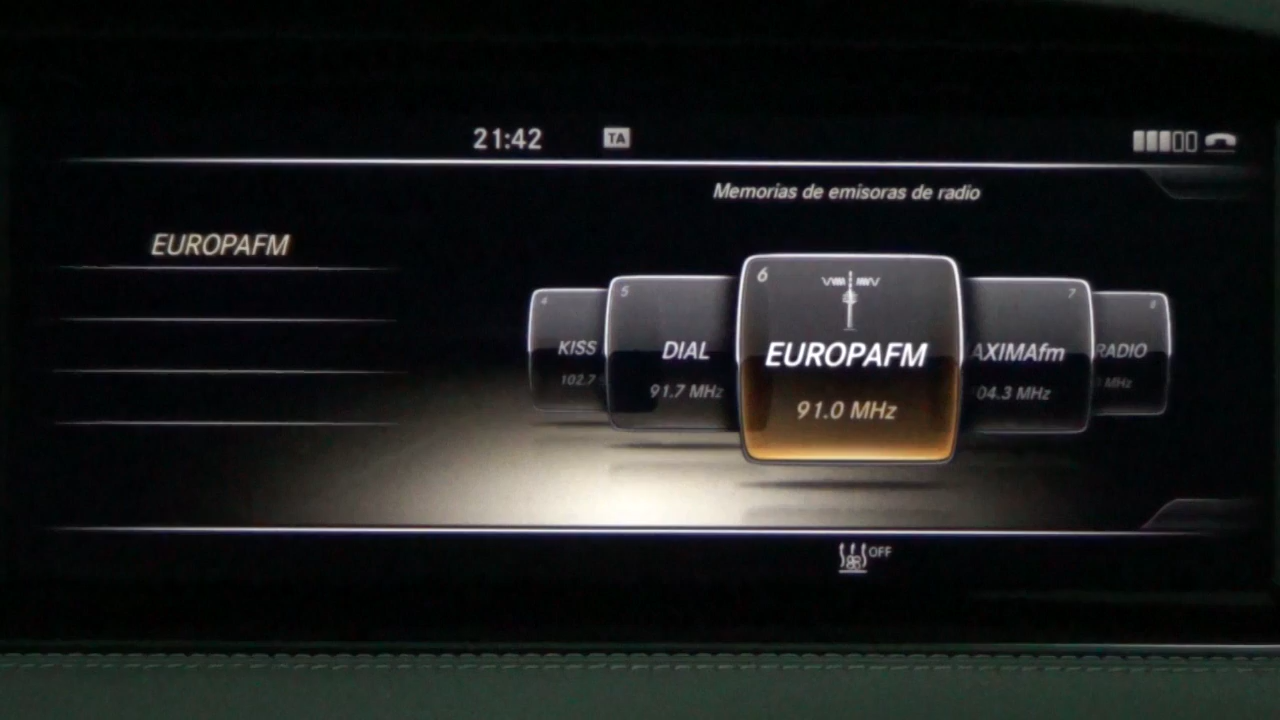 21:42 TA
Memorias de emisoras de radio
EUROPAFM
4
KISS
102.7
5
DIAL
91.7 MHz
6
EUROPAFM
91.0 MHz
7
AXIMAfm
04.3 MHz
8
RADIO
MHz
OFF